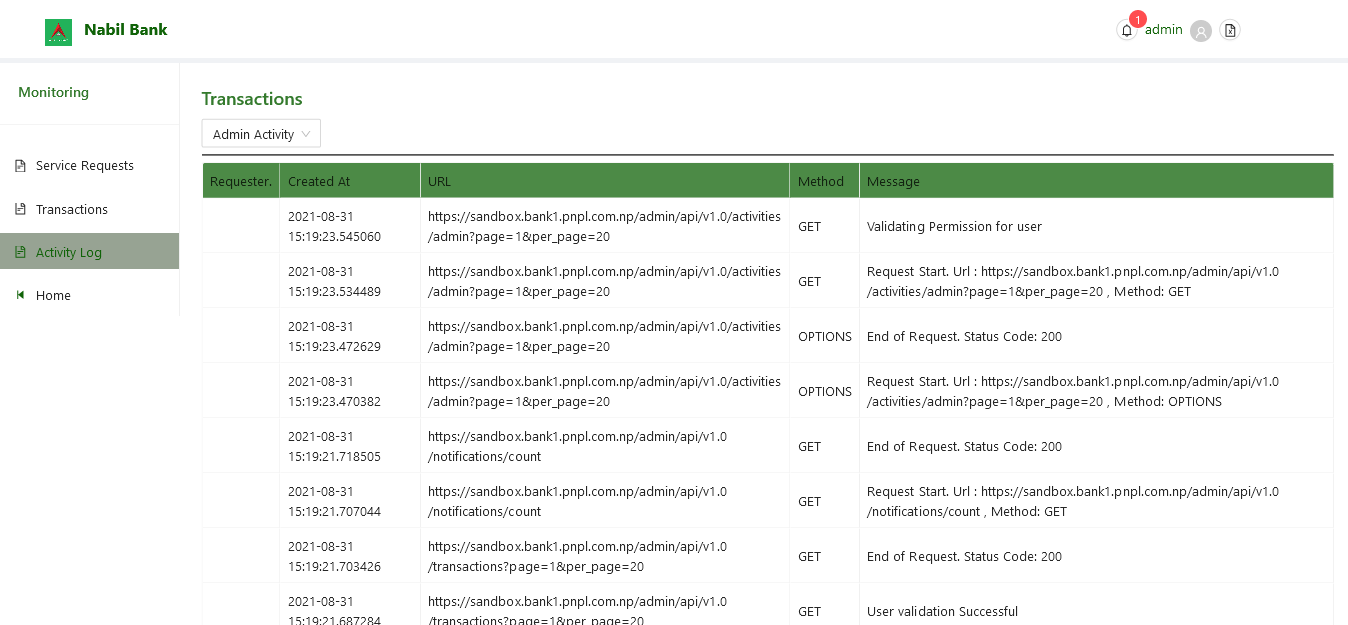 Nabil Bank
1
admin
Monitoring
Service Requests
Transactions
Activity Log
Home
Transactions
Admin Activity
Requester. Created At URL Method Message
2021-08-31
15:19:23.545060
https://sandbox.bank1.pnpl.com.np/admin/api/v1.0/activities
/admin?page=1&per_page=20
GET
Validating Permission for user
2021-08-31
15:19:23.534489
https://sandbox.bank1.pnpl.com.np/admin/api/v1.0/activities
/admin?page=1&per_page=20
GET
Request Start. Url : https://sandbox.bank1.pnpl.com.np/admin/api/v1.0
/activities/admin?page=1&per_page=20 , Method: GET
2021-08-31
15:19:23.472629
https://sandbox.bank1.pnpl.com.np/admin/api/v1.0/activities
/admin?page=1&per_page=20
OPTIONS
End of Request. Status Code: 200
2021-08-31
15:19:23.470382
https://sandbox.bank1.pnpl.com.np/admin/api/v1.0/activities
/admin?page=1&per_page=20
OPTIONS
Request Start. Url : https://sandbox.bank1.pnpl.com.np/admin/api/v1.0
/activities/admin?page=1&per_page=20 , Method: OPTIONS
2021-08-31
15:19:21.718505
https://sandbox.bank1.pnpl.com.np/admin/api/v1.0
/notifications/count
GET
End of Request. Status Code: 200
2021-08-31
15:19:21.707044
https://sandbox.bank1.pnpl.com.np/admin/api/v1.0
/notifications/count
GET
Request Start. Url : https://sandbox.bank1.pnpl.com.np/admin/api/v1.0
/notifications/count , Method: GET
2021-08-31
15:19:21.703426
https://sandbox.bank1.pnpl.com.np/admin/api/v1.0
/transactions?page=1&per_page=20
GET
End of Request. Status Code: 200
2021-08-31
15:19:21.687284
https://sandbox.bank1.pnpl.com.np/admin/api/v1.0
/transactions?page=1&per_page=20
GET
User validation Successful